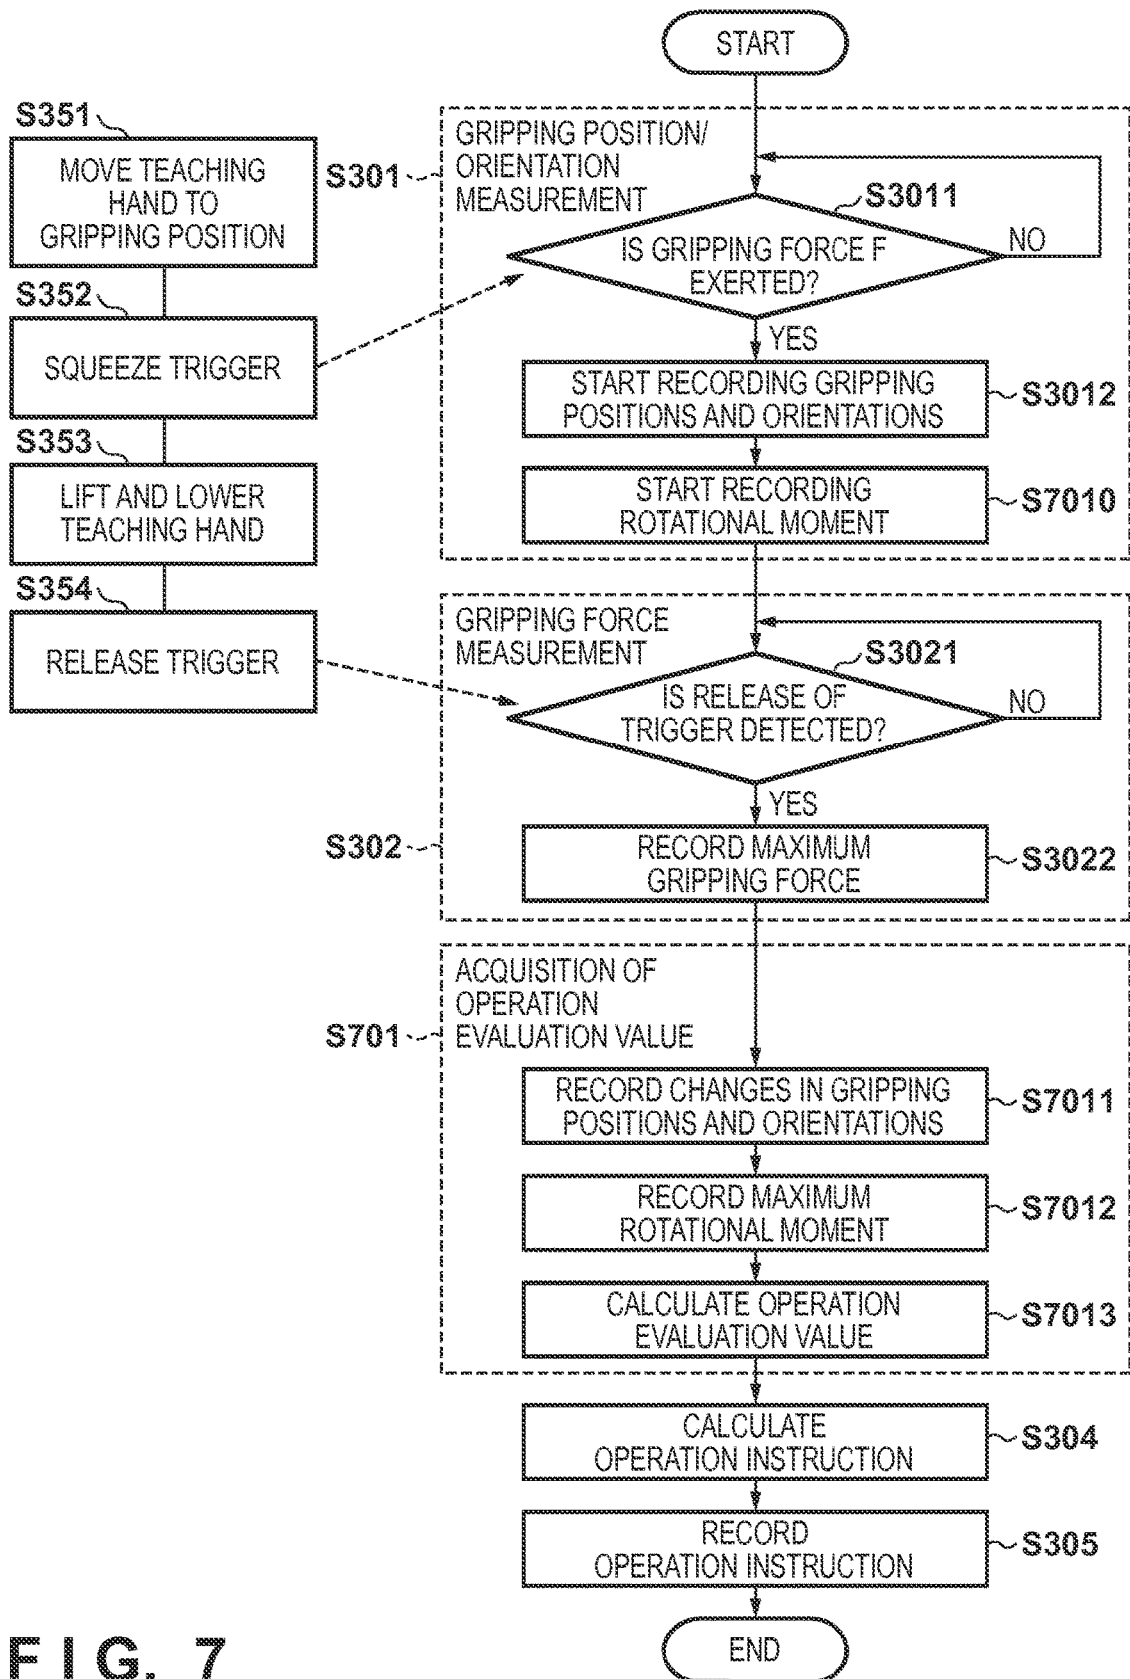 START
S351
MOVE TEACHING
HAND TO
GRIPPING POSITION
S352
SQUEEZE TRIGGER
S353
LIFT AND LOWER
TEACHING HAND
S354
RELEASE TRIGGER
S301
GRIPPING POSITION/
ORIENTATION
MEASUREMENT
S3011
IS GRIPPING FORCE F
EXERTED?
NO
YES
START RECORDING GRIPPING
POSITIONS AND ORIENTATIONS
S3012
START RECORDING
ROTATIONAL MOMENT
S7010
GRIPPING FORCE
MEASUREMENT
S3021
IS RELEASE OF
TRIGGER DETECTED?
NO
YES
S302
RECORD MAXIMUM
GRIPPING FORCE
S3022
ACQUISITION OF
OPERATION
EVALUATION VALUE
S701
RECORD CHANGES IN GRIPPING
POSITIONS AND ORIENTATIONS
S7011
RECORD MAXIMUM
ROTATIONAL MOMENT
S7012
CALCULATE OPERATION
EVALUATION VALUE
S7013
CALCULATE
OPERATION INSTRUCTION
S304
RECORD
OPERATION INSTRUCTION
S305
END
FIG. 7